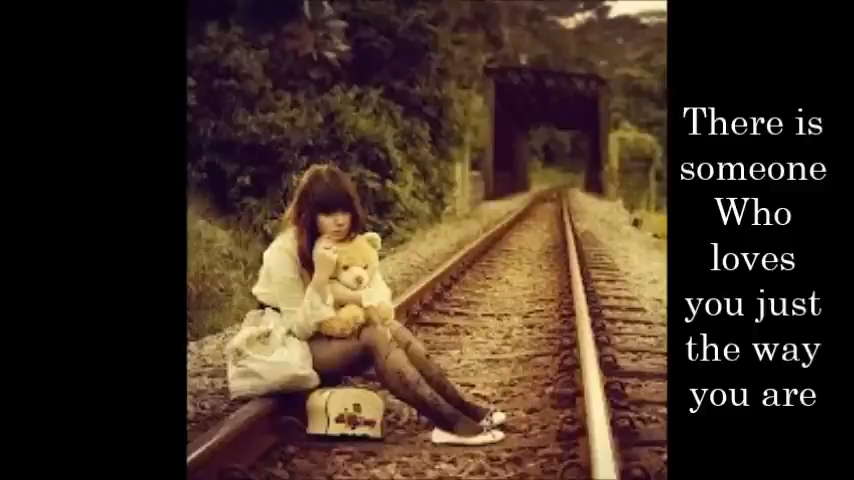 There is
someone
Who
loves
you just
the way
you are